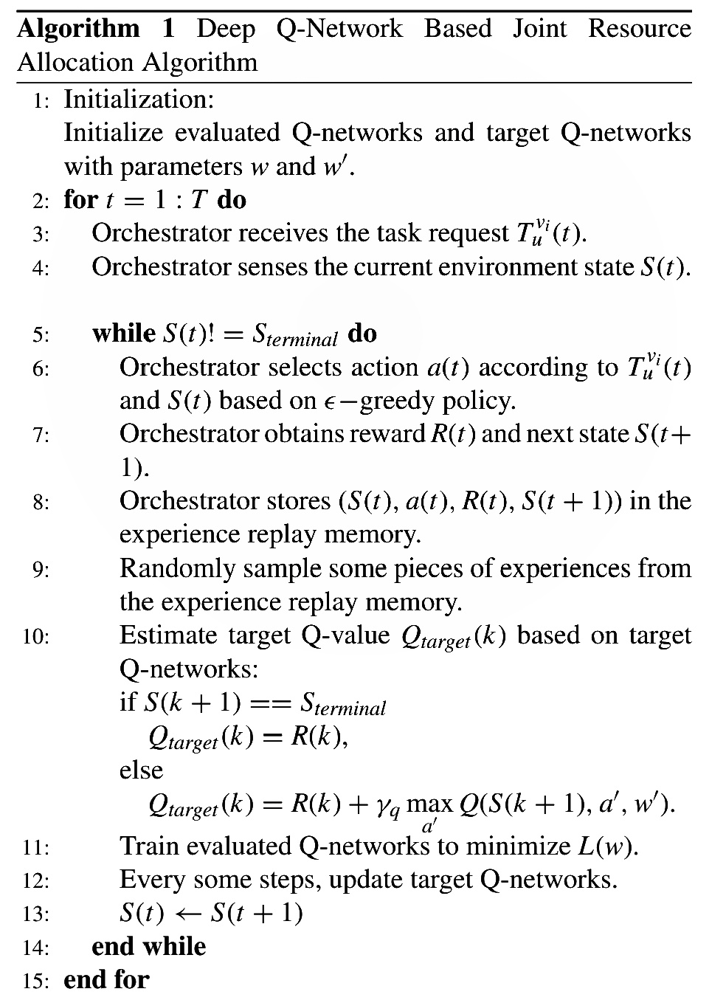 Algorithm 1 Deep Q-Network Based Joint Resource
Allocation Algorithm
1: Initialization:
Initialize evaluated Q-networks and target Q-networks
with parameters w and w′.
2: for t = 1 : T do
3: Orchestrator receives the task request T_u^{v_i}(t).
4: Orchestrator senses the current environment state S(t).
5: while S(t)! = S_{terminal} do
6: Orchestrator selects action a(t) according to T_u^{v_i}(t)
and S(t) based on ϵ−greedy policy.
7: Orchestrator obtains reward R(t) and next state S(t+
1).
8: Orchestrator stores (S(t), a(t), R(t), S(t + 1)) in the
experience replay memory.
9: Randomly sample some pieces of experiences from
the experience replay memory.
10: Estimate target Q-value Q_{target}(k) based on target
Q-networks:
if S(k + 1) == S_{terminal}
Q_{target}(k) = R(k),
else
Q_{target}(k) = R(k) + γ_q max_{a′} Q(S(k + 1), a′, w′).
11: Train evaluated Q-networks to minimize L(w).
12: Every some steps, update target Q-networks.
13: S(t) ← S(t + 1)
14: end while
15: end for